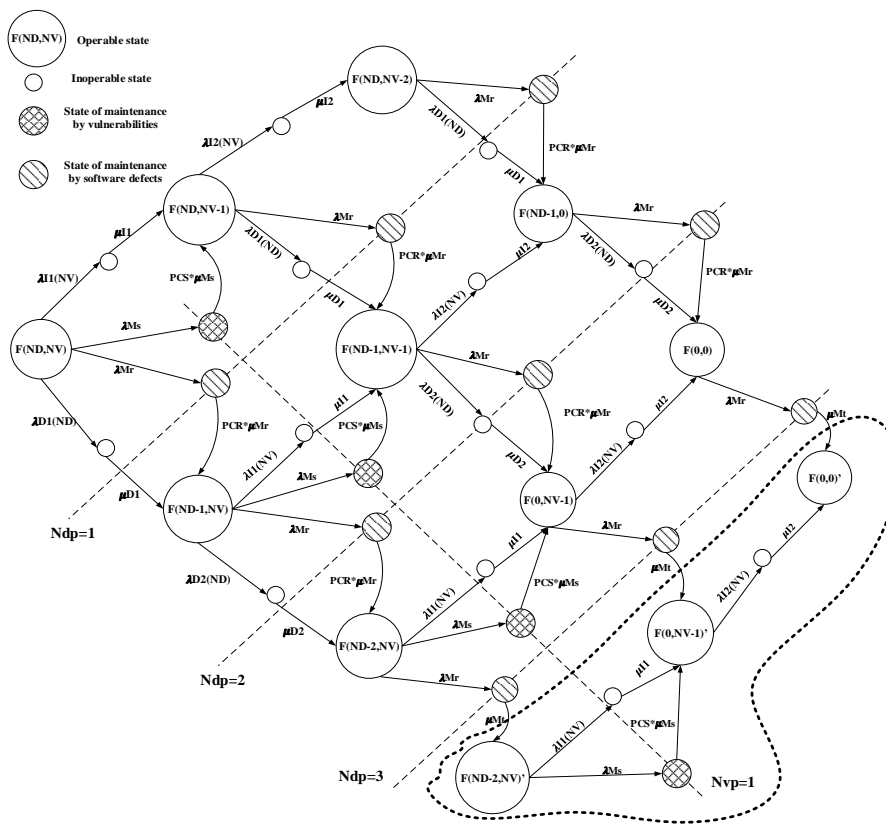 F(ND,NV)
Operable state
Inoperable state
State of maintenance
by vulnerabilities
State of maintenance
by software defects
F(ND,NV-2)
λMr
μI2
λD1(ND)
λI2(NV)
μD1
PCR*μMr
F(ND,NV-1)
λMr
F(ND-1,0)
λMr
μI1
λD1(ND)
μI2
λD2(ND)
λI1(NV)
PCS*μMs
PCR*μMr
PCR*μMr
μD1
λI2(NV)
μD2
λMs
F(ND,NV)
F(ND-1,NV-1)
λMr
F(0,0)
λMr
λD2(ND)
μI2
λMr
μI1
λD1(ND)
PCR*μMr
PCS*μMs
PCR*μMr
μMt
λI1(NV)
μD2
λI2(NV)
μD1
λMs
F(0,0)'
F(ND-1,NV)
F(0,NV-1)
Ndp=1
λMr
λMr
μI2
μI1
λD2(ND)
PCR*μMr
μMt
λI1(NV)
PCS*μMs
λI2(NV)
μD2
λMs
F(ND-2,NV)
F(0,NV-1)'
Ndp=2
λMr
μI1
μMt
PCS*μMs
λI1(NV)
Ndp=3
F(ND-2,NV)'
λMs
Nvp=1